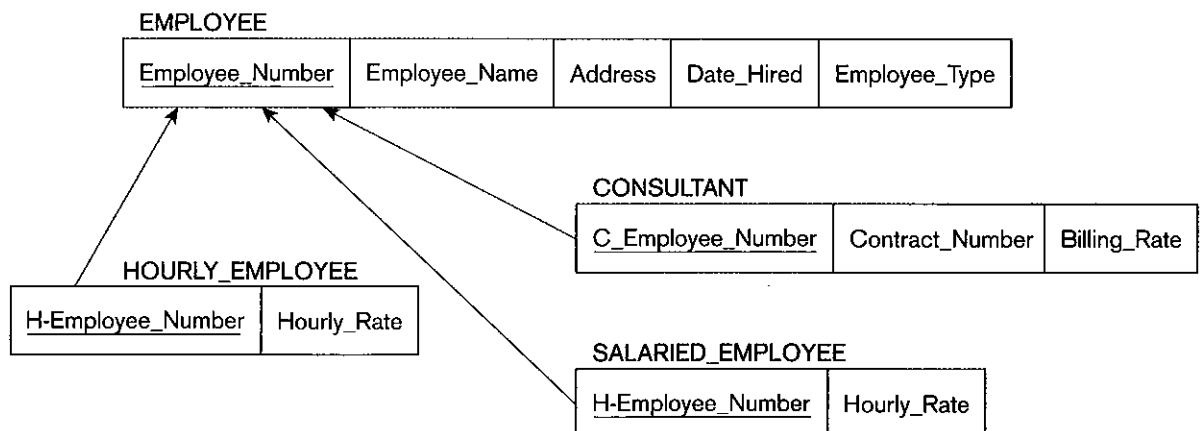 EMPLOYEE
Employee_Number Employee_Name Address Date_Hired Employee_Type
CONSULTANT
C_Employee_Number Contract_Number Billing_Rate
HOURLY_EMPLOYEE
H-Employee_Number Hourly_Rate
SALARIED_EMPLOYEE
H-Employee_Number Hourly_Rate